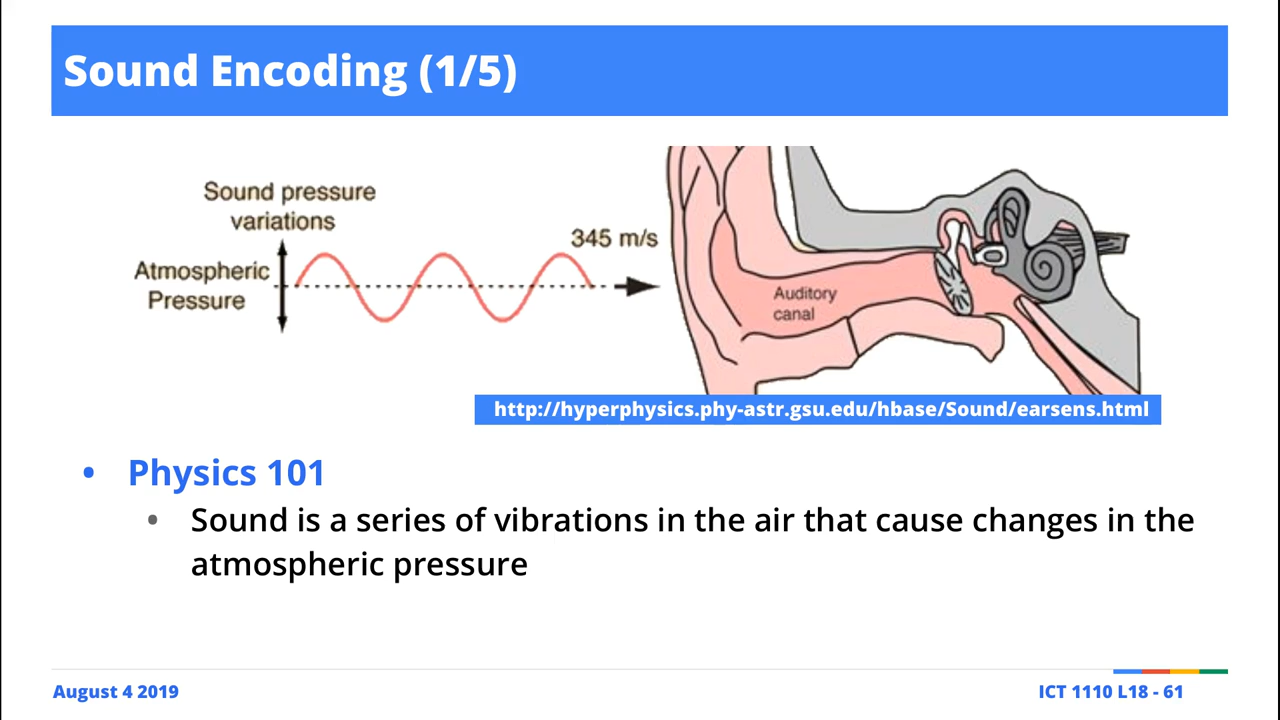 Sound Encoding (1/5)
Sound pressure
variations
345 m/s
Atmospheric
Pressure
Auditory
canal
http://hyperphysics.phy-astr.gsu.edu/hbase/Sound/earsens.html
• Physics 101
• Sound is a series of vibrations in the air that cause changes in the
atmospheric pressure
August 4 2019
ICT 1110 L18 - 61